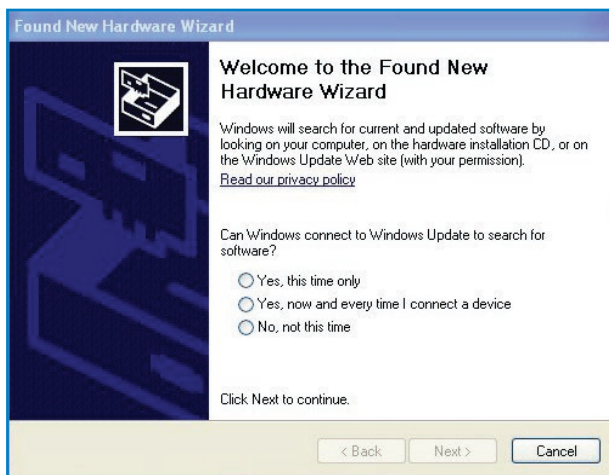 Found New Hardware Wizard
Welcome to the Found New
Hardware Wizard
Windows will search for current and updated software by
looking on your computer, on the hardware installation CD, or on
the Windows Update Web site (with your permission).
Read our privacy policy
Can Windows connect to Windows Update to search for
software?
Yes, this time only
Yes, now and every time I connect a device
No, not this time
Click Next to continue.
< Back
Next >
Cancel